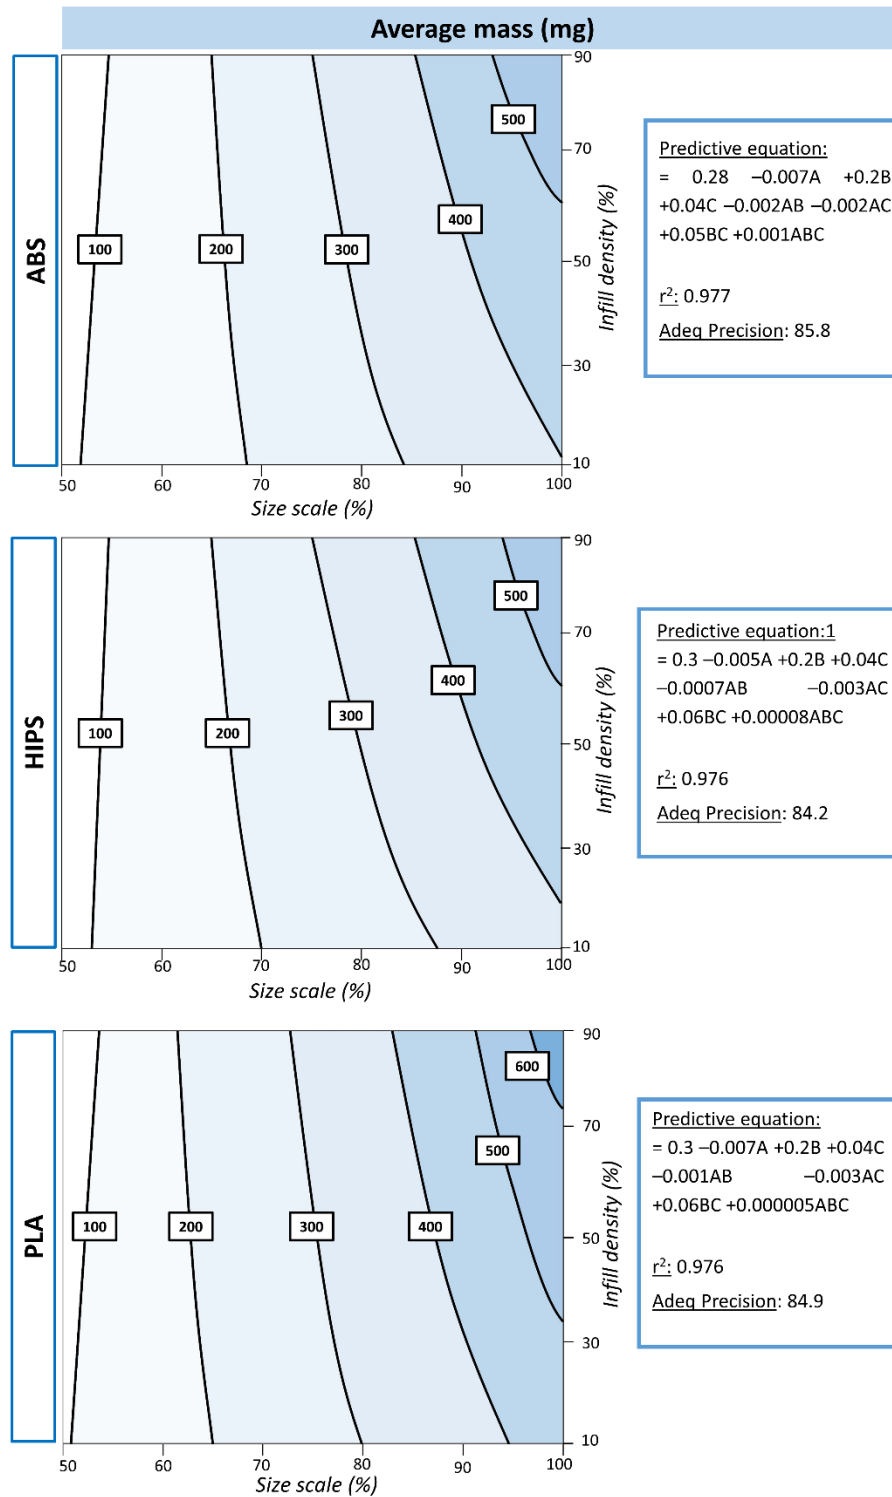 Average mass (mg)
ABS
100
200
300
400
500
90
70
50
30
10
Infill density (%)
50
60
70
80
90
100
Size scale (%)
Predictive equation:
= 0.28 −0.007A +0.2B
+0.04C −0.002AB −0.002AC
+0.05BC +0.001ABC
r²: 0.977
Adeq Precision: 85.8
HIPS
100
200
300
400
500
90
70
50
30
10
Infill density (%)
50
60
70
80
90
100
Size scale (%)
Predictive equation:1
= 0.3 −0.005A +0.2B +0.04C
−0.0007AB −0.003AC
+0.06BC +0.00008ABC
r²: 0.976
Adeq Precision: 84.2
PLA
100
200
300
400
500
600
90
70
50
30
10
Infill density (%)
50
60
70
80
90
100
Size scale (%)
Predictive equation:
= 0.3 −0.007A +0.2B +0.04C
−0.001AB −0.003AC
+0.06BC +0.000005ABC
r²: 0.976
Adeq Precision: 84.9